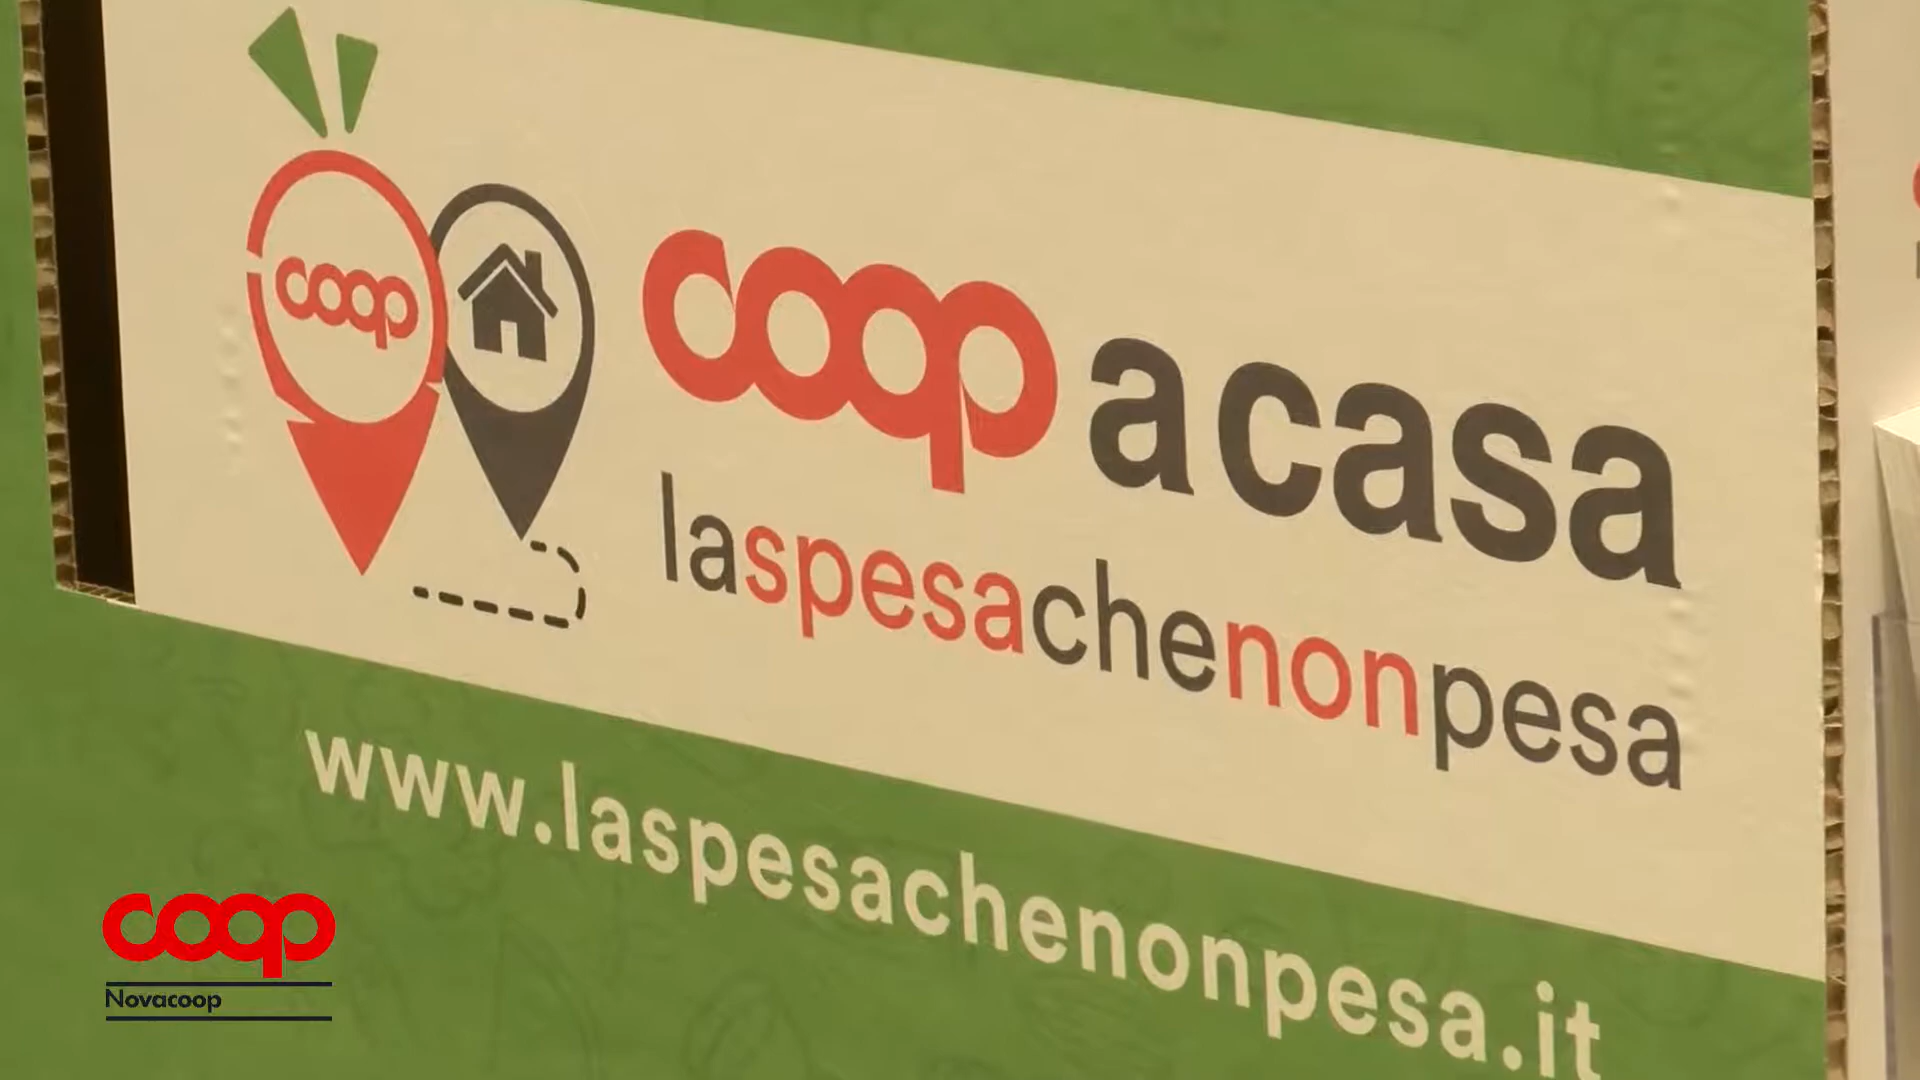 coop
coop a casa
laspesachenonpesa
www.laspesachenonpesa.it
coop
Novacoop